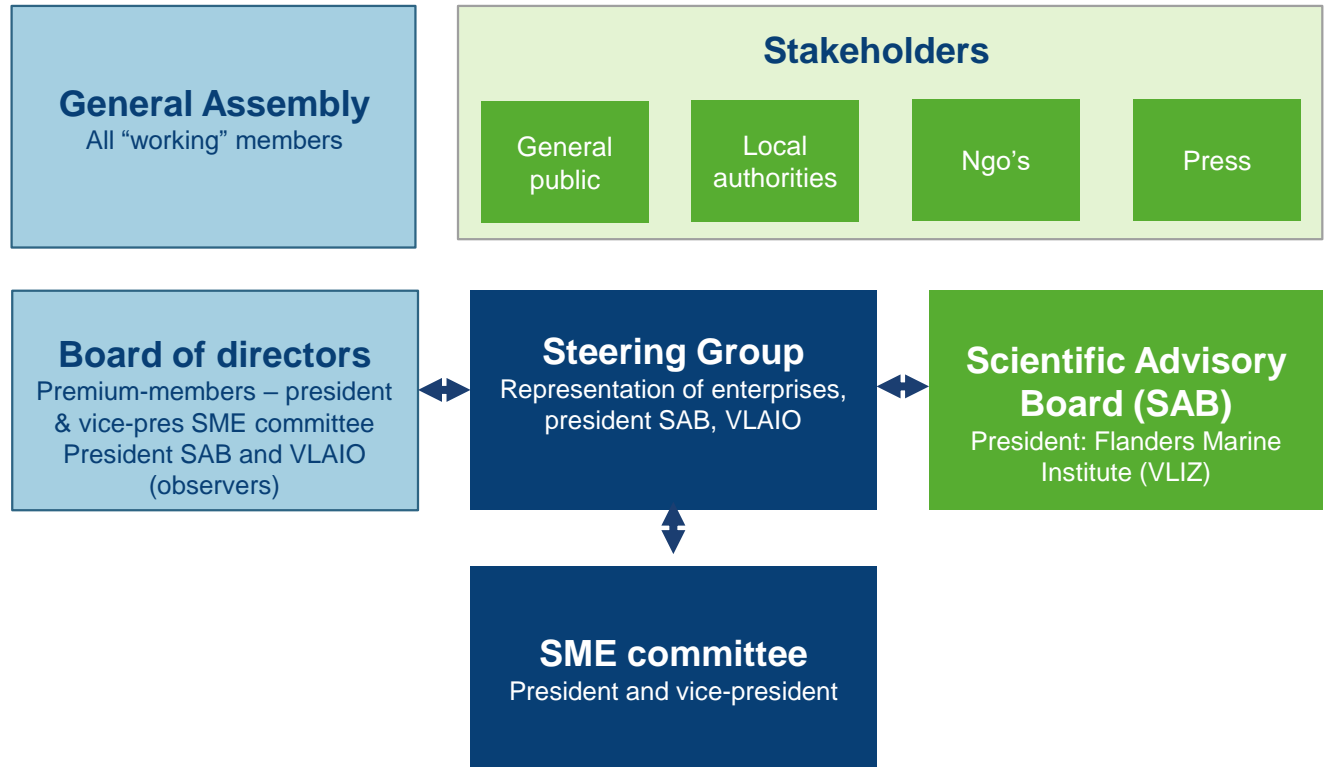 General Assembly
All “working” members
Stakeholders
General
public
Local
authorities
Ngo’s
Press
Board of directors
Premium-members – president
& vice-pres SME committee
President SAB and VLAIO
(observers)
Steering Group
Representation of enterprises,
president SAB, VLAIO
Scientific Advisory
Board (SAB)
President: Flanders Marine
Institute (VLIZ)
SME committee
President and vice-president